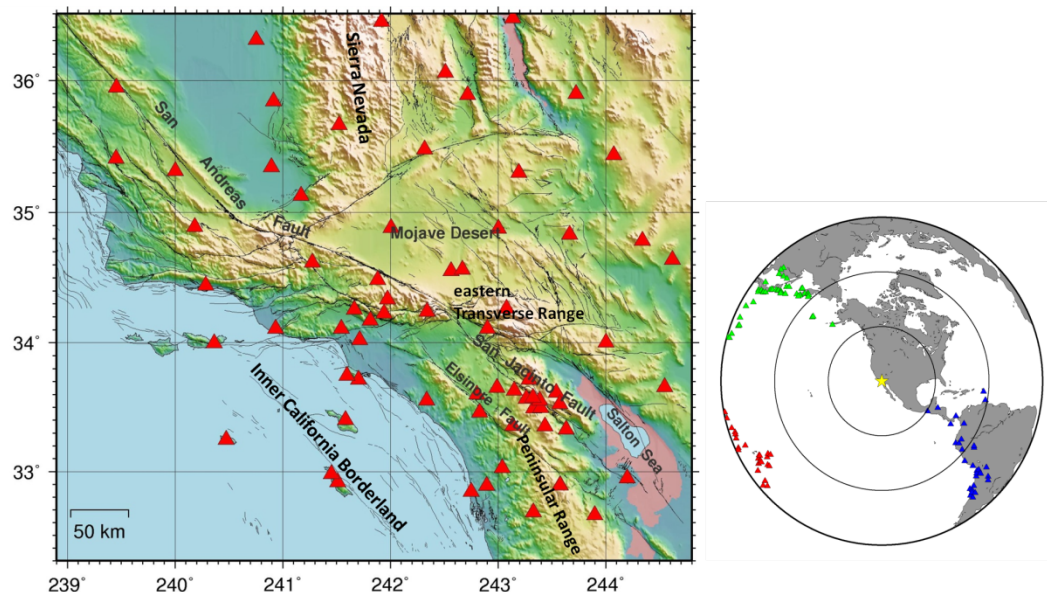 Sierra Nevada
36°
San
Andreas
Fault
35°
Mojave Desert
eastern
Transverse Range
34°
San Jacinto Fault
Elsinore Fault
Inner California Borderland
Salton Sea
Peninsular Range
33°
50 km
239°
240°
241°
242°
243°
244°